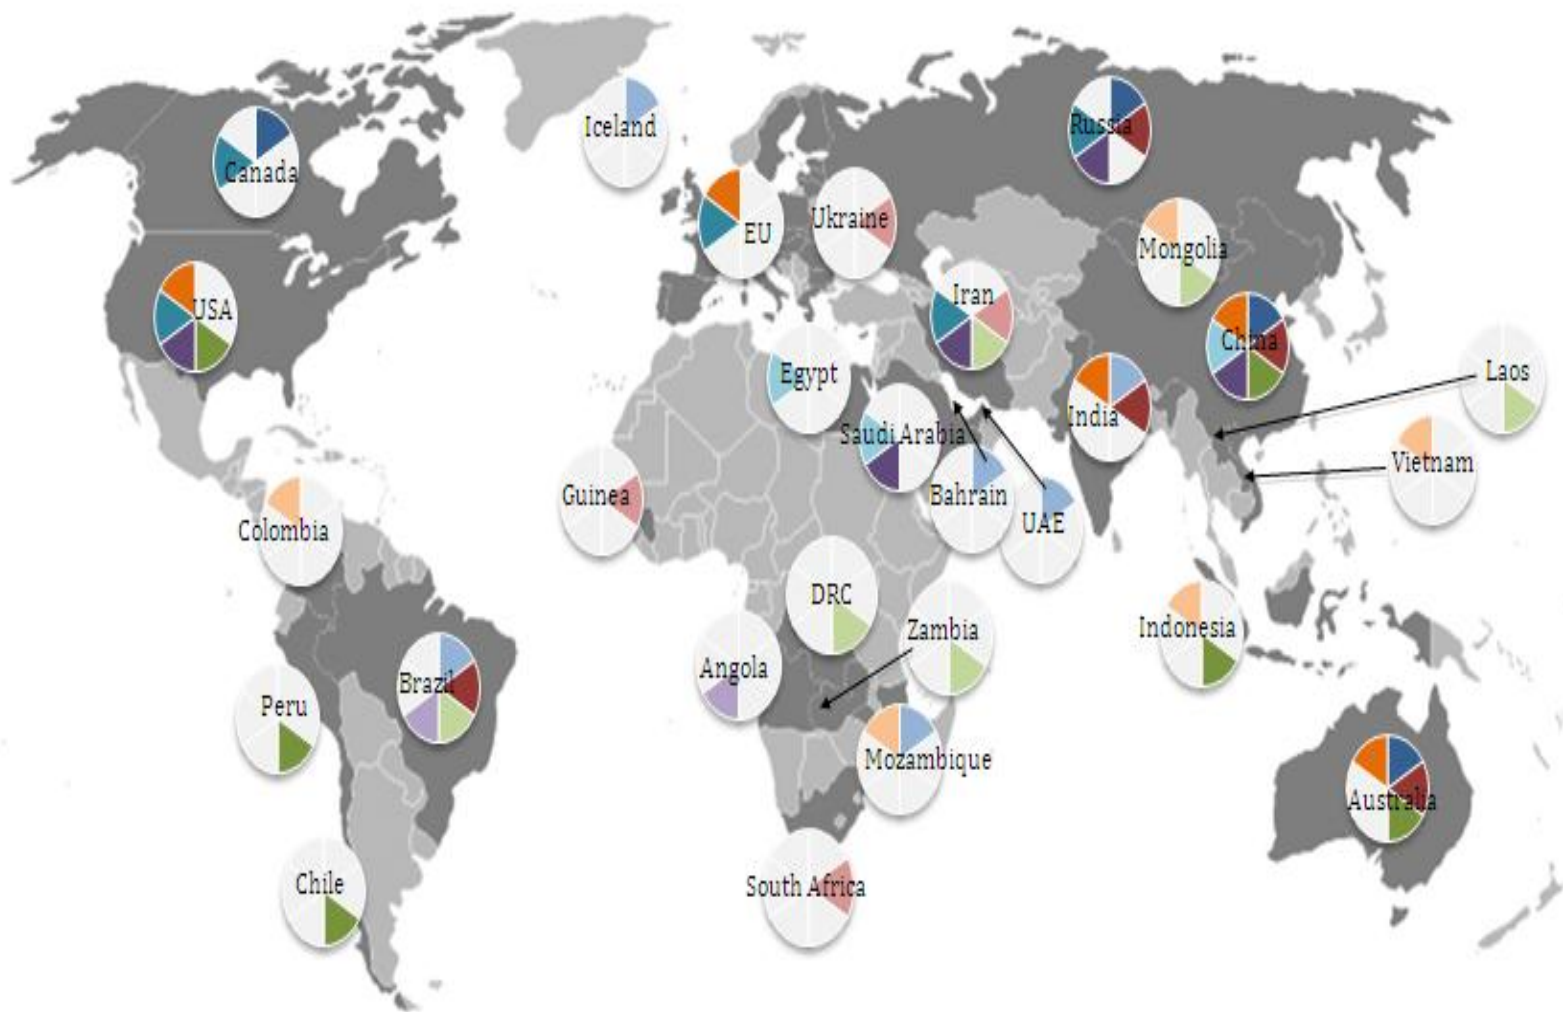 Iceland
Russia
Canada
EU
Ukraine
Mongolia
USA
Iran
China
Egypt
Laos
India
Saudi Arabia
Vietnam
Guinea
Bahrain
UAE
Colombia
DRC
Zambia
Indonesia
Angola
Brazil
Peru
Mozambique
Australia
Chile
South Africa